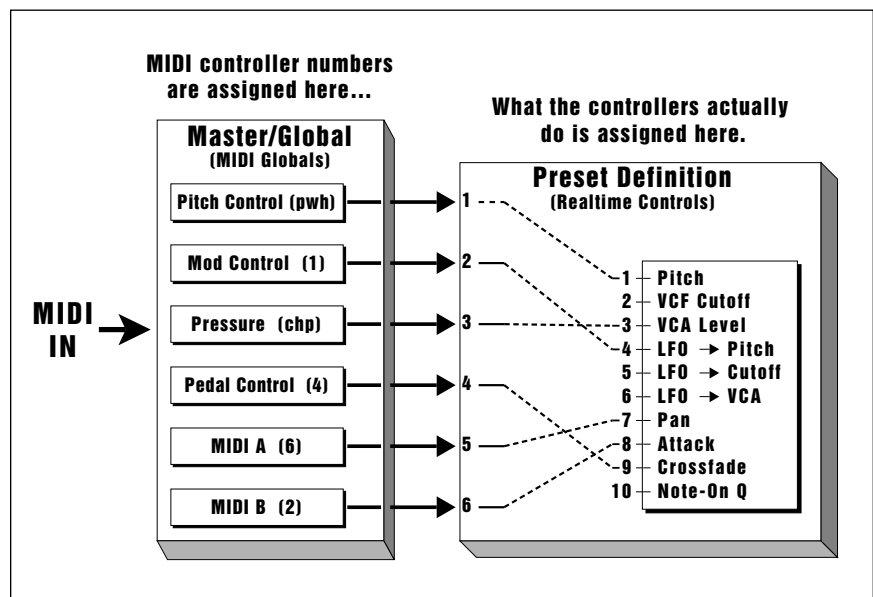 MIDI controller numbers
are assigned here...
What the controllers actually
do is assigned here.
Master/Global
(MIDI Globals)
Pitch Control (pwh)
Mod Control (1)
Pressure (chp)
Pedal Control (4)
MIDI A (6)
MIDI B (2)
MIDI
IN
Preset Definition
(Realtime Controls)
1
2
3
4
5
6
1 Pitch
2 VCF Cutoff
3 VCA Level
4 LFO → Pitch
5 LFO → Cutoff
6 LFO → VCA
7 Pan
8 Attack
9 Crossfade
10 Note-On Q